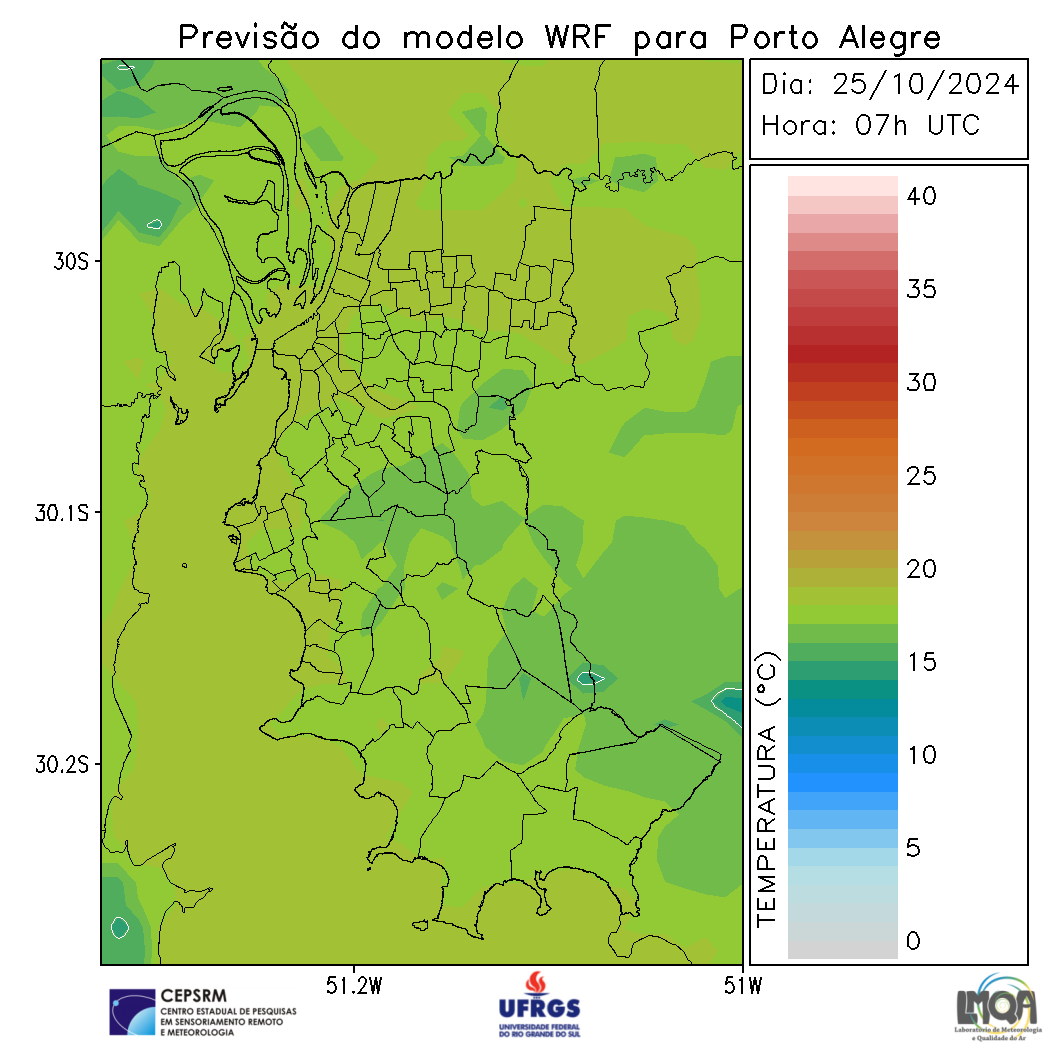 Previsão do modelo WRF para Porto Alegre
Dia: 25/10/2024
Hora: 07h UTC
40
35
30
25
20
15
10
5
0
TEMPERATURA (°C)
30S
30.1S
30.2S
51.2W
51W
CEPSRM
CENTRO ESTADUAL DE PESQUISAS
EM SENSORIAMENTO REMOTO
E METEOROLOGIA
UFRGS
UNIVERSIDADE FEDERAL
DO RIO GRANDE DO SUL
LMQA
Laboratório de Meteorologia
e Qualidade do Ar